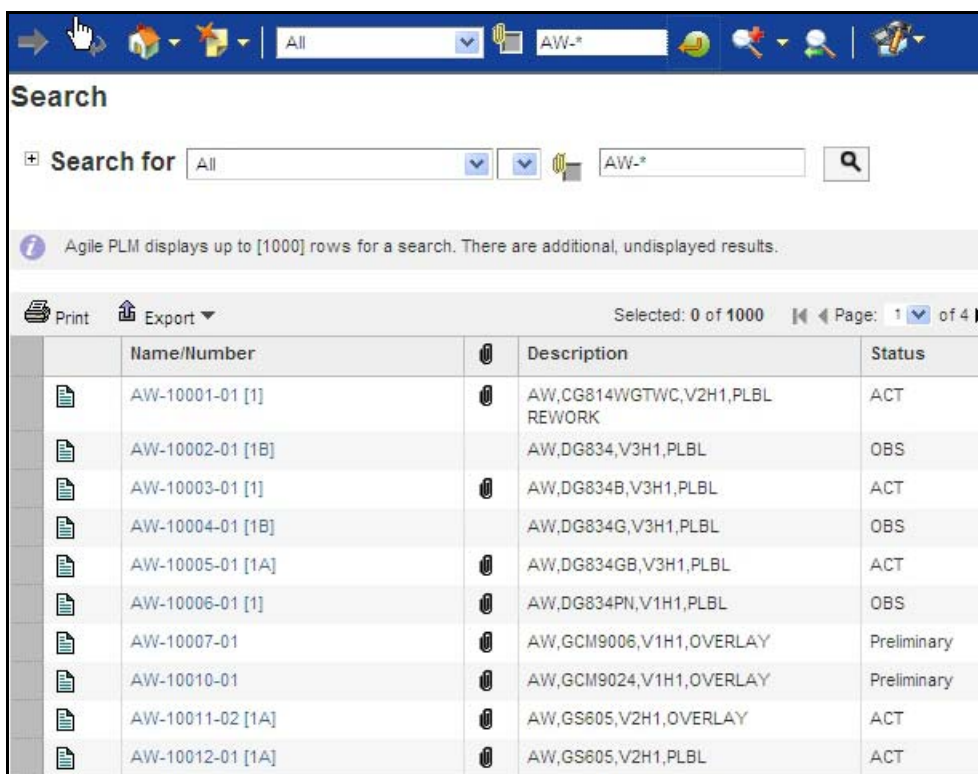 All AW-*
Search
Search for All AW-*
Agile PLM displays up to [1000] rows for a search. There are additional, undisplayed results.
Print Export Selected: 0 of 1000 Page: 1 of 4
Name/Number Description Status
AW-10001-01 [1] AW,CG814WGTWC,V2H1,PLBL ACT
REWORK
AW-10002-01 [1B] AW,DG834,V3H1,PLBL OBS
AW-10003-01 [1] AW,DG834B,V3H1,PLBL ACT
AW-10004-01 [1B] AW,DG834G,V3H1,PLBL OBS
AW-10005-01 [1A] AW,DG834GB,V3H1,PLBL ACT
AW-10006-01 [1] AW,DG834PN,V1H1,PLBL OBS
AW-10007-01 AW,GCM9006,V1H1,OVERLAY Preliminary
AW-10010-01 AW,GCM9024,V1H1,OVERLAY Preliminary
AW-10011-02 [1A] AW,GS605,V2H1,OVERLAY ACT
AW-10012-01 [1A] AW,GS605,V2H1,PLBL ACT